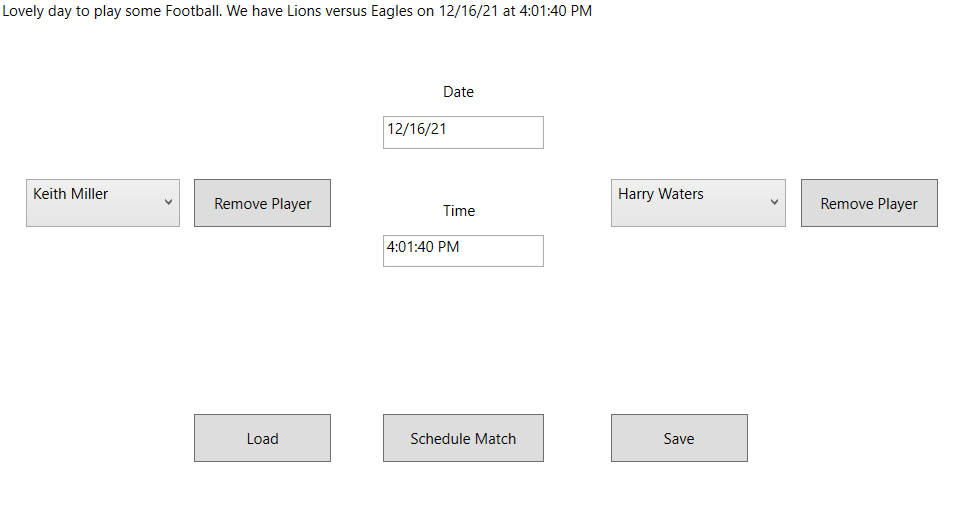 Lovely day to play some Football. We have Lions versus Eagles on 12/16/21 at 4:01:40 PM
Date
12/16/21
Keith Miller
Remove Player
Harry Waters
Remove Player
Time
4:01:40 PM
Load
Schedule Match
Save